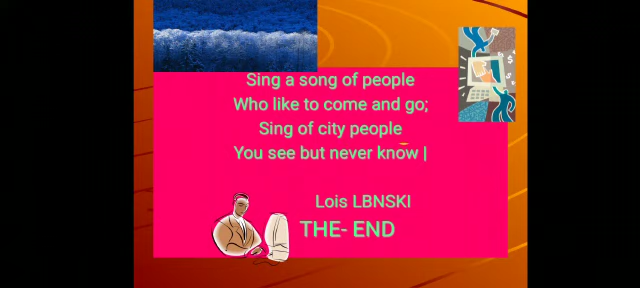 Sing a song of people
Who like to come and go;
Sing of city people
You see but never know |
Lois LBNSKI
THE- END